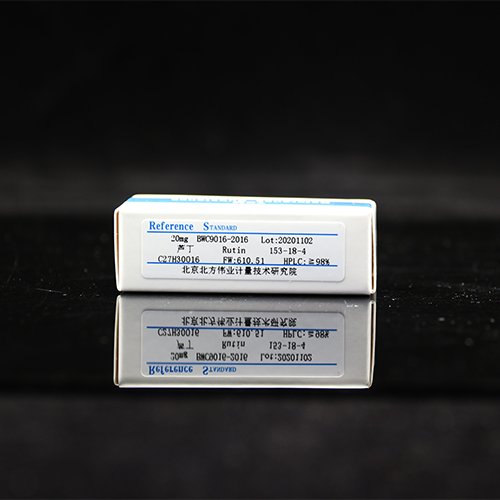 Reference STANDARD
20mg BWC9016-2016 Lot:20201102
芦丁 Rutin 153-18-4
C27H30O16 FW:610.51 HPLC:≧98%
北京北方伟业计量技术研究院